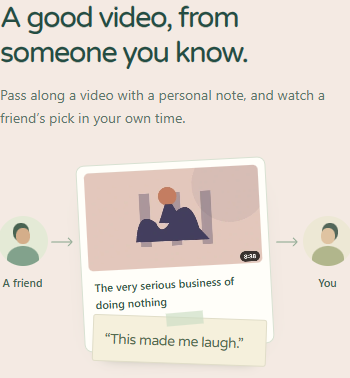 A good video, from
someone you know.
Pass along a video with a personal note, and watch a
friend’s pick in your own time.
8:36
A friend
You
The very serious business of
doing nothing
“This made me laugh.”